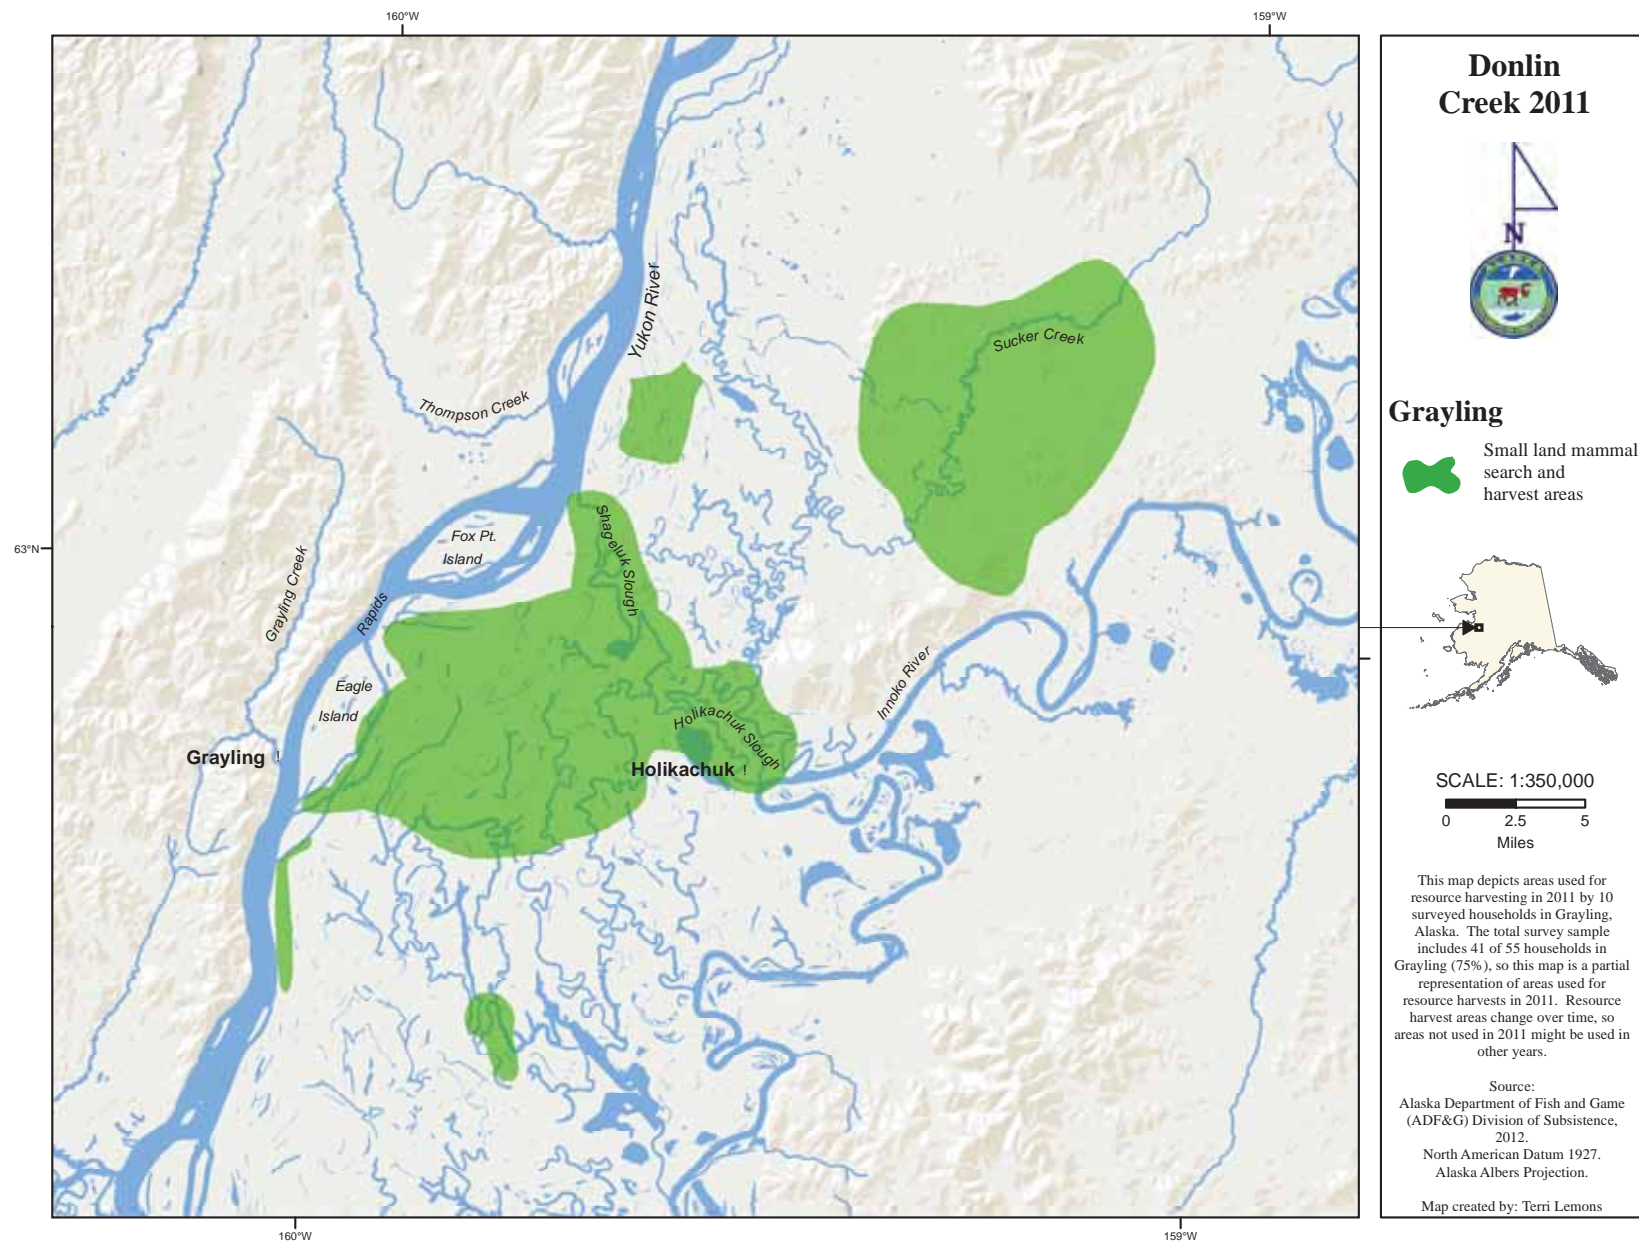 160°W
159°W
63°N
Yukon River
Thompson Creek
Sucker Creek
Fox Pt.
Island
Shageluk Slough
Grayling Creek
Rapids
Eagle
Island
Innoko River
Holikachuk Slough
Grayling !
Holikachuk !
160°W
159°W
Donlin
Creek 2011
N
Grayling
Small land mammal
search and
harvest areas
SCALE: 1:350,000
0 2.5 5
Miles
This map depicts areas used for
resource harvesting in 2011 by 10
surveyed households in Grayling,
Alaska. The total survey sample
includes 41 of 55 households in
Grayling (75%), so this map is a partial
representation of areas used for
resource harvests in 2011. Resource
harvest areas change over time, so
areas not used in 2011 might be used in
other years.
Source:
Alaska Department of Fish and Game
(ADF&G) Division of Subsistence,
2012.
North American Datum 1927.
Alaska Albers Projection.
Map created by: Terri Lemons